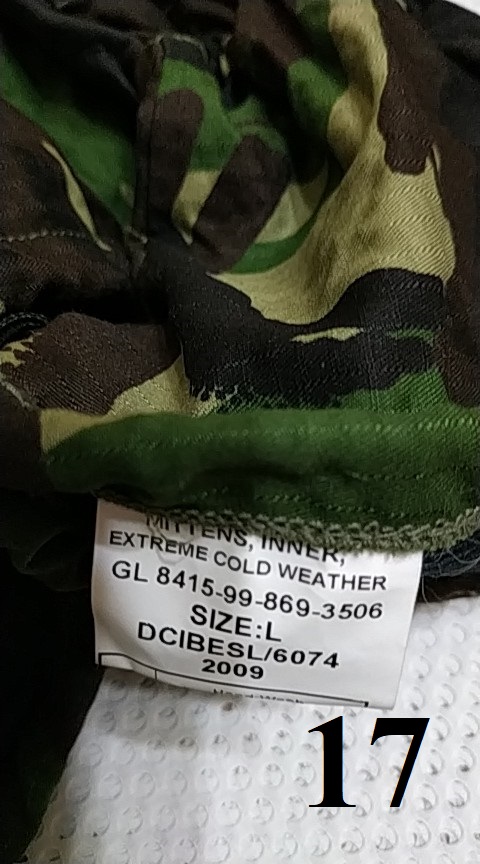 MITTENS, INNER,
EXTREME COLD WEATHER
GL 8415-99-869-3506
SIZE:L
DCIBESL/6074
2009
17